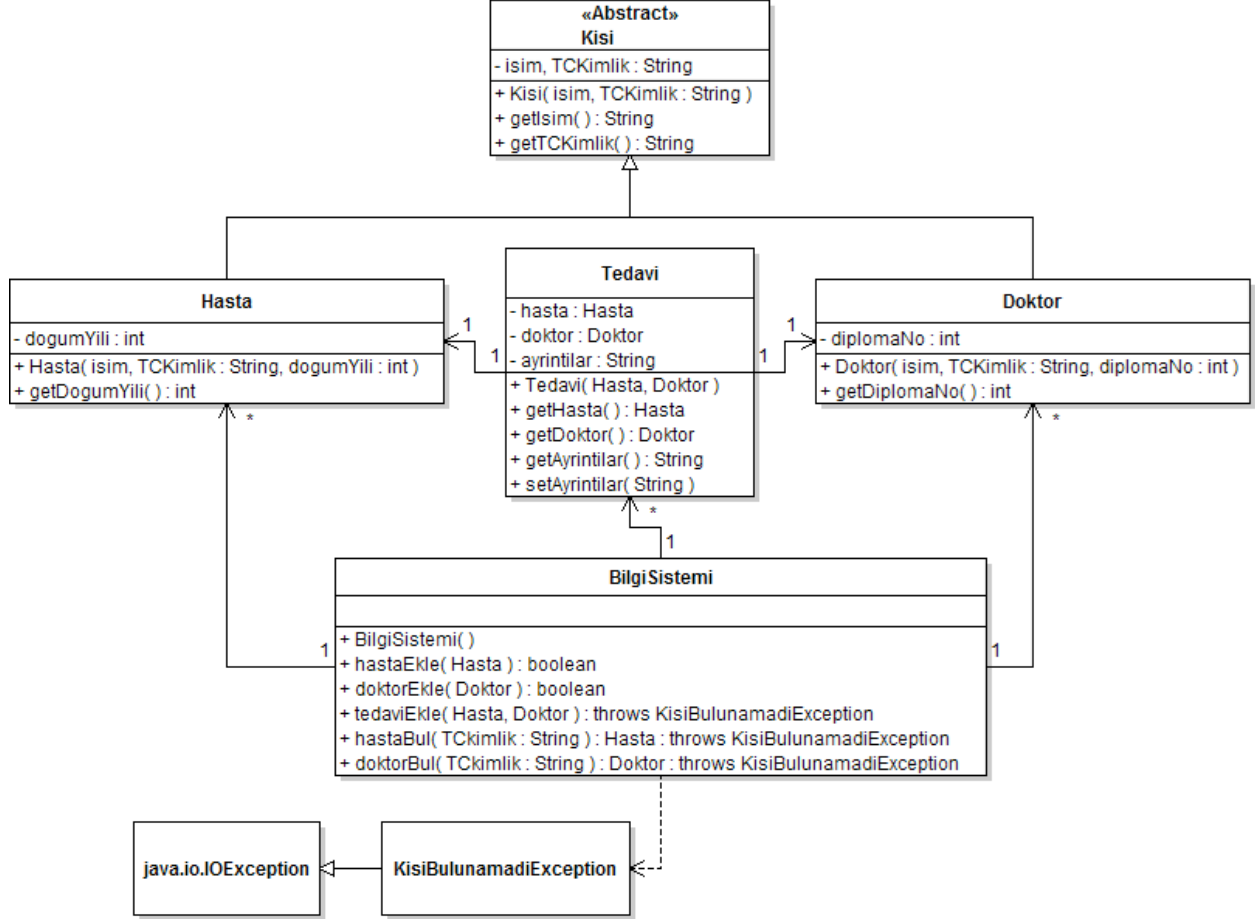 «Abstract»
Kisi
- isim, TCKimlik : String
+ Kisi( isim, TCKimlik : String )
+ getIsim( ) : String
+ getTCKimlik( ) : String
Hasta
- dogumYili : int
+ Hasta( isim, TCKimlik : String, dogumYili : int )
+ getDogumYili( ) : int
1
1
*
Tedavi
- hasta : Hasta
- doktor : Doktor
- ayrintilar : String
+ Tedavi( Hasta, Doktor )
+ getHasta( ) : Hasta
+ getDoktor( ) : Doktor
+ getAyrintilar( ) : String
+ setAyrintilar( String )
1
1
*
1
Doktor
- diplomaNo : int
+ Doktor( isim, TCKimlik : String, diplomaNo : int )
+ getDiplomaNo( ) : int
*
1
1
BilgiSistemi
+ BilgiSistemi( )
+ hastaEkle( Hasta ) : boolean
+ doktorEkle( Doktor ) : boolean
+ tedaviEkle( Hasta, Doktor ) : throws KisiBulunamadiException
+ hastaBul( TCkimlik : String ) : Hasta : throws KisiBulunamadiException
+ doktorBul( TCkimlik : String ) : Doktor : throws KisiBulunamadiException
java.io.IOException
KisiBulunamadiException